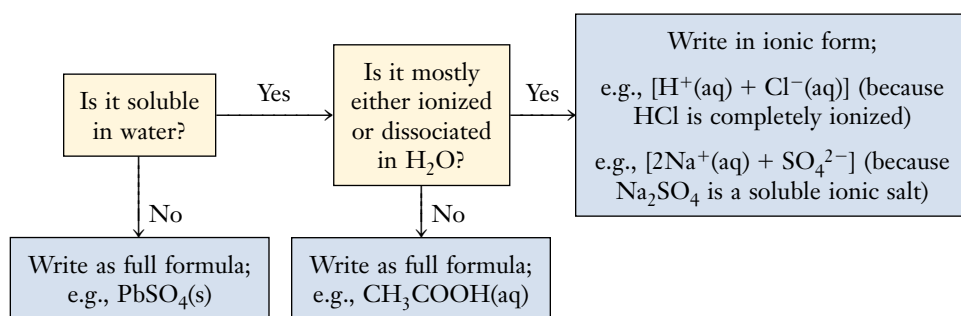 Is it soluble
in water?
Yes
Is it mostly
either ionized
or dissociated
in H₂O?
Yes
Write in ionic form;
e.g., [H⁺(aq) + Cl⁻(aq)] (because
HCl is completely ionized)
e.g., [2Na⁺(aq) + SO₄²⁻] (because
Na₂SO₄ is a soluble ionic salt)
No
Write as full formula;
e.g., PbSO₄(s)
No
Write as full formula;
e.g., CH₃COOH(aq)